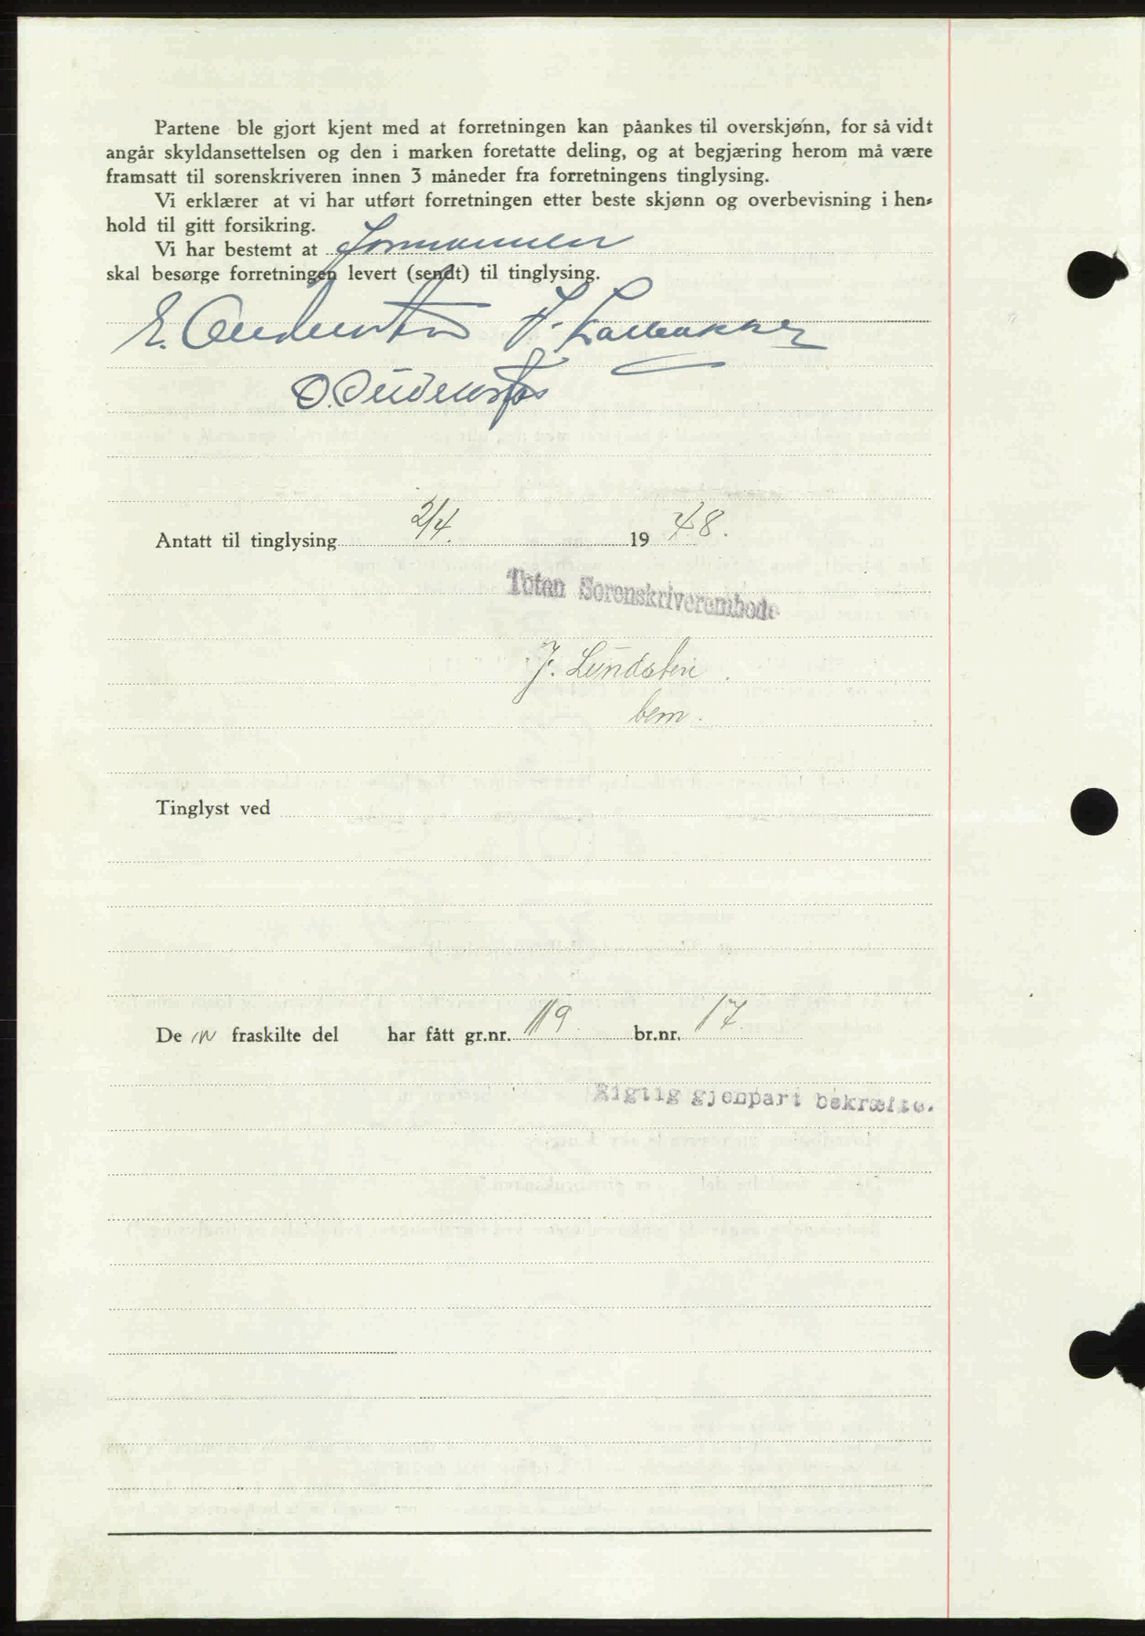 Partene ble gjort kjent med at forretningen kan påankes til overskjønn, for så vidt
angår skyldansettelsen og den i marken foretatte deling, og at begjæring herom må være
framsatt til sorenskriveren innen 3 måneder fra forretningens tinglysing.
Vi erklærer at vi har utført forretningen etter beste skjønn og overbevisning i hen-
hold til gitt forsikring.
Vi har bestemt at formannen
skal besørge forretningen levert (sendt) til tinglysing.
E.
O.
Antatt til tinglysing 2/4. 1948.
Toten Sorenskriverembede
J. Lundsten
bem.
Tinglyst ved
De n fraskilte del har fått gr.nr. 119 br.nr. 17
Rigtig gjenpart bekræftes.